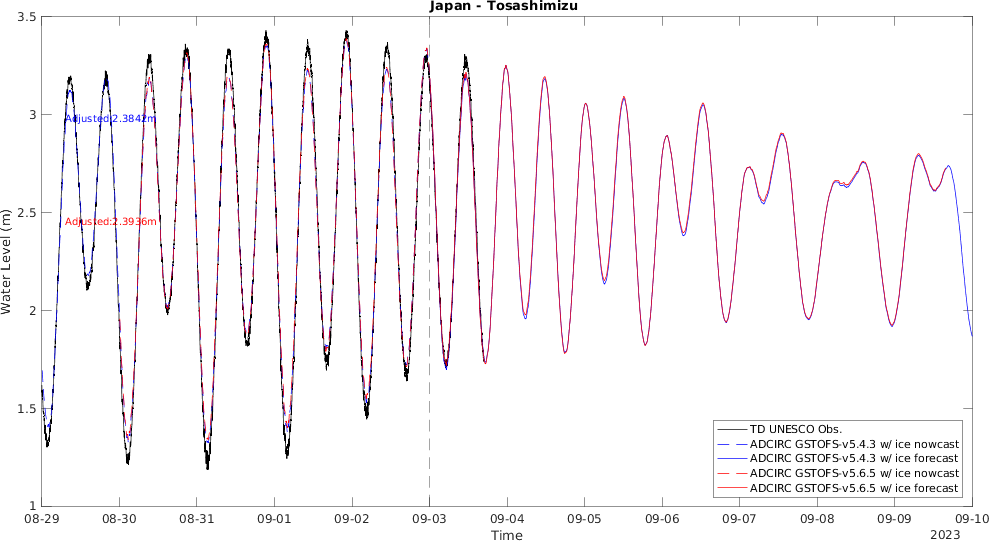 Japan - Tosashimizu
3.5
3
2.5
2
1.5
1
Water Level (m)
Adjusted:2.3842m
Adjusted:2.3936m
TD UNESCO Obs.
ADCIRC GSTOFS-v5.4.3 w/ ice nowcast
ADCIRC GSTOFS-v5.4.3 w/ ice forecast
ADCIRC GSTOFS-v5.6.5 w/ ice nowcast
ADCIRC GSTOFS-v5.6.5 w/ ice forecast
08-29 08-30 08-31 09-01 09-02 09-03 09-04 09-05 09-06 09-07 09-08 09-09 09-10
Time
2023